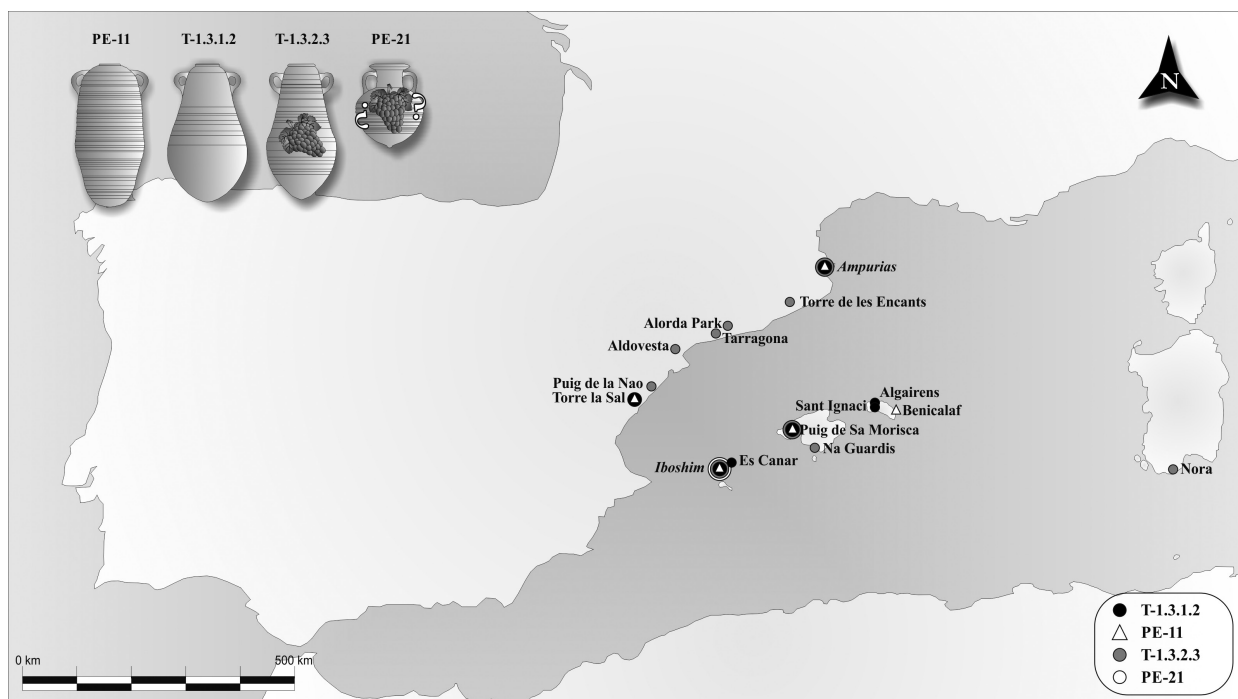 PE-11 T-1.3.1.2 T-1.3.2.3 PE-21
¿ ?
N
Ampurias
Torre de les Encants
Alorda Park
Tarragona
Aldovesta
Puig de la Nao
Torre la Sal
Algairens
Sant Ignaci
Benicalaf
Puig de Sa Morisca
Na Guardis
Iboshim
Es Canar
Nora
T-1.3.1.2
PE-11
T-1.3.2.3
PE-21
0 km 500 km